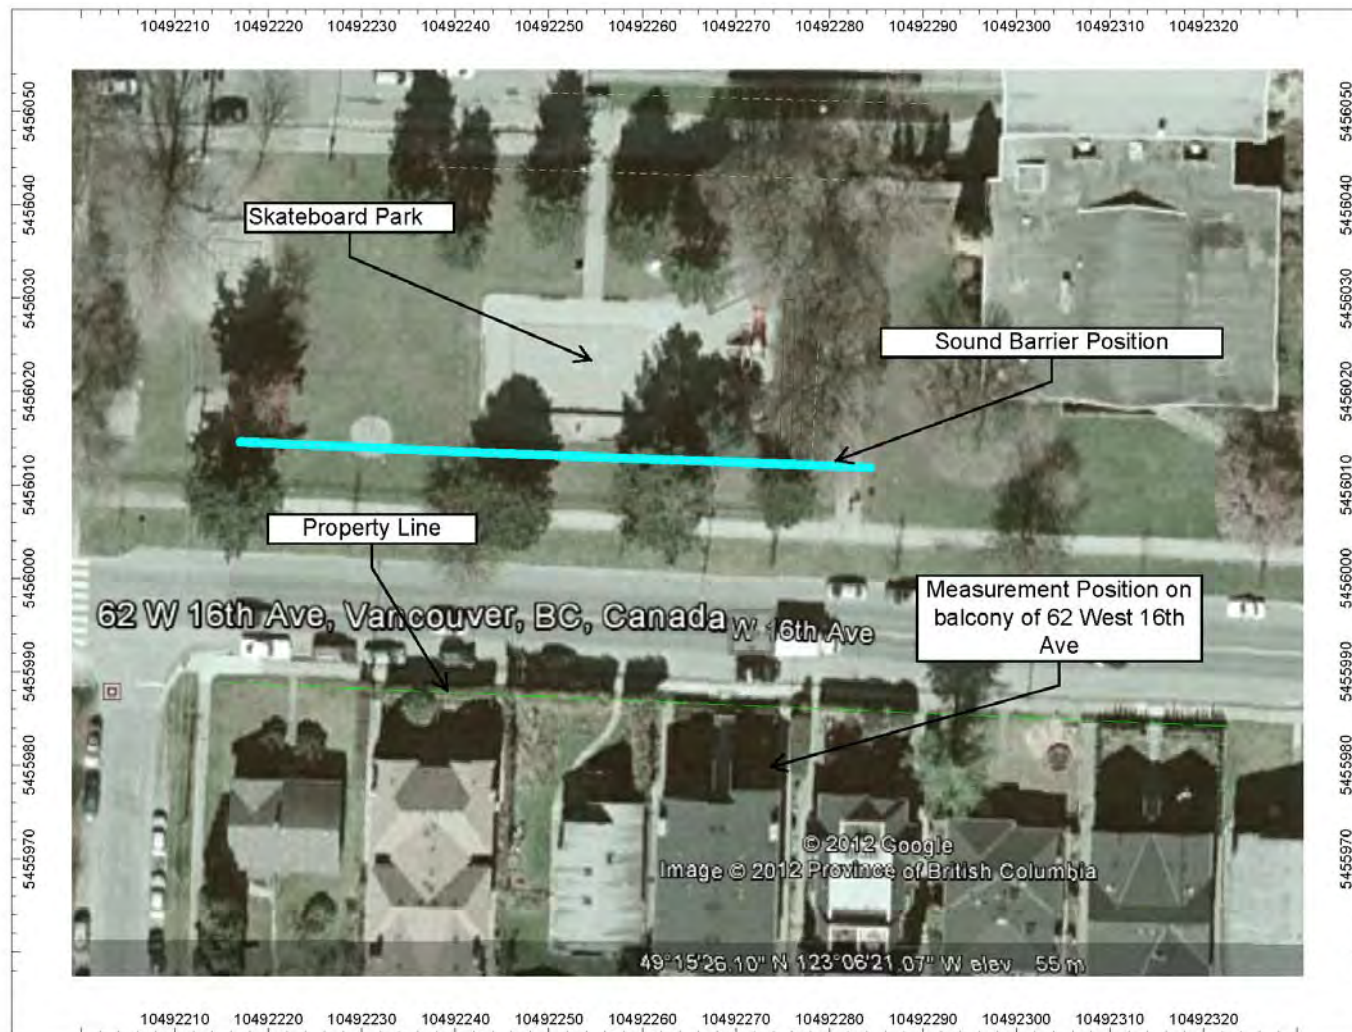 10492210 10492220 10492230 10492240 10492250 10492260 10492270 10492280 10492290 10492300 10492310 10492320
5456050
5456040
5456030
5456020
5456010
5456000
5455990
5455980
5455970
5456050
5456040
5456030
5456020
5456010
5456000
5455990
5455980
5455970
Skateboard Park
Sound Barrier Position
Property Line
Measurement Position on
balcony of 62 West 16th
Ave
62 W 16th Ave, Vancouver, BC, Canada
W 16th Ave
© 2012 Google
Image © 2012 Province of British Columbia
49°15'26.10" N 123°06'21.07" W elev 55 m
10492210 10492220 10492230 10492240 10492250 10492260 10492270 10492280 10492290 10492300 10492310 10492320